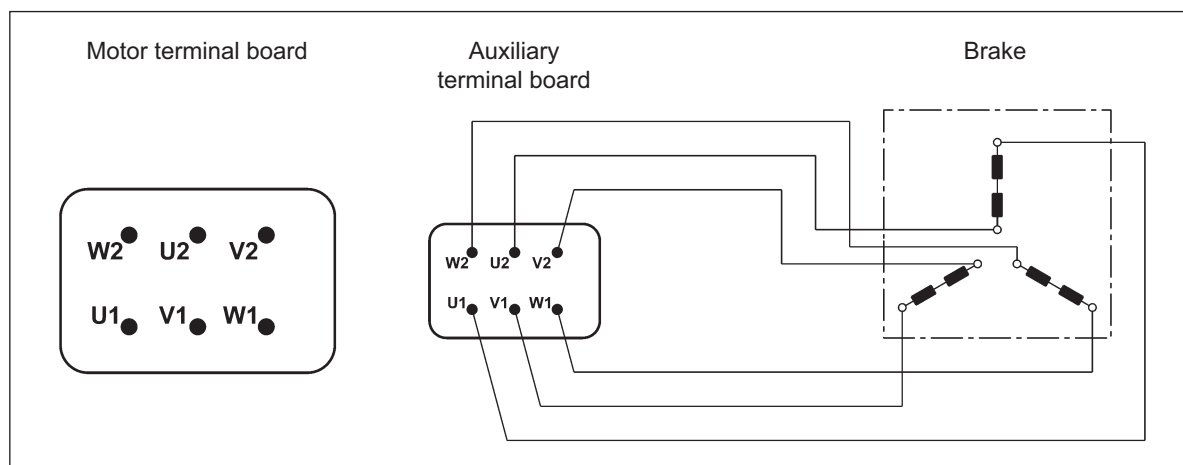 Motor terminal board
Auxiliary
terminal board
Brake
W2 U2 V2
U1 V1 W1
W2 U2 V2
U1 V1 W1